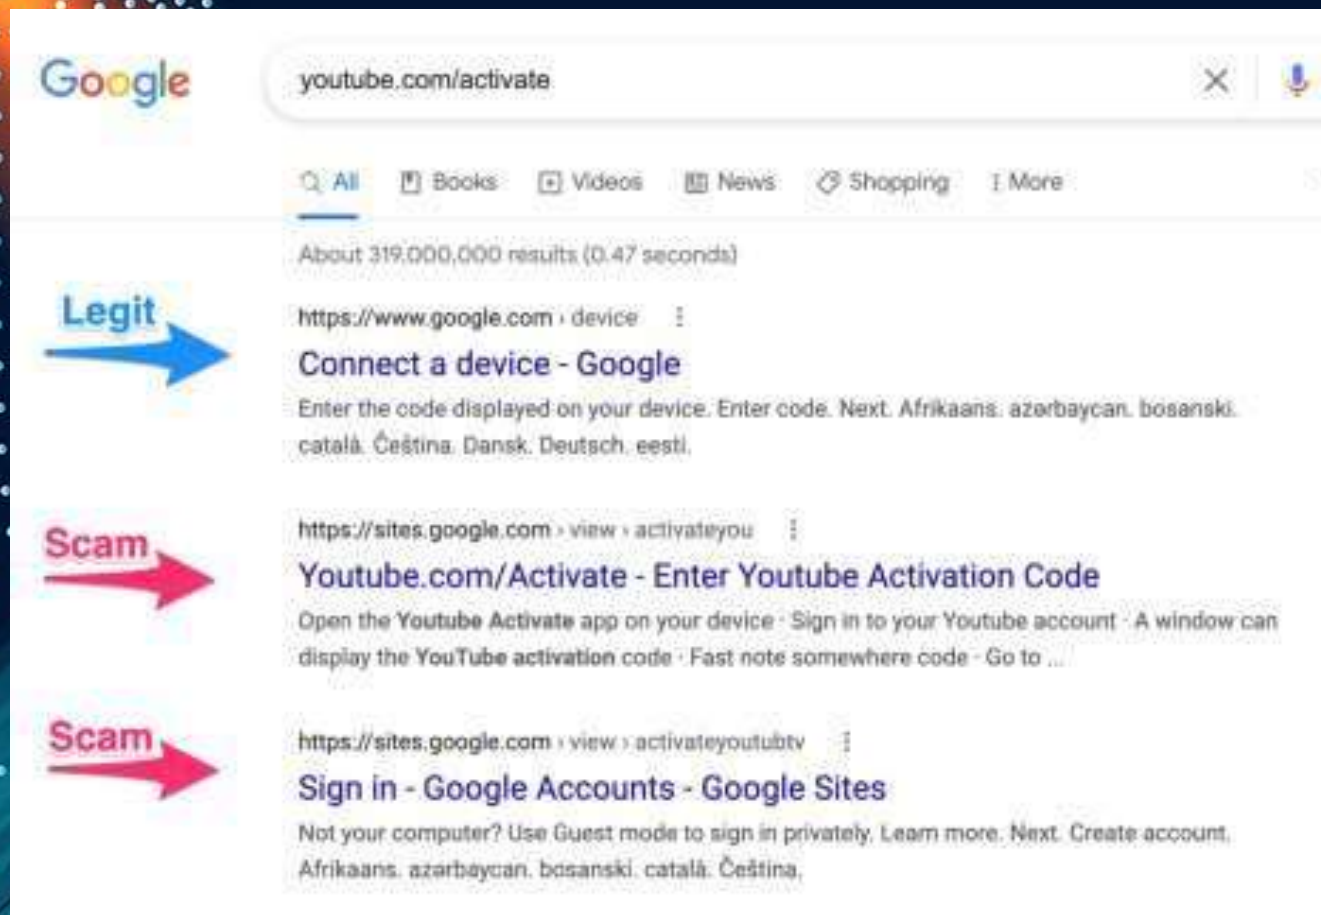 Google
youtube.com/activate
All Books Videos News Shopping More
About 319,000,000 results (0.47 seconds)
Legit
https://www.google.com › device
Connect a device - Google
Enter the code displayed on your device. Enter code. Next. Afrikaans. azərbaycan. bosanski.
català. Čeština. Dansk. Deutsch. eesti.
Scam
https://sites.google.com › view › activateyou
Youtube.com/Activate - Enter Youtube Activation Code
Open the Youtube Activate app on your device · Sign in to your Youtube account · A window can
display the YouTube activation code · Fast note somewhere code · Go to ...
Scam
https://sites.google.com › view › activateyoutubtv
Sign in - Google Accounts - Google Sites
Not your computer? Use Guest mode to sign in privately. Learn more. Next. Create account.
Afrikaans. azərbaycan. bosanski. català. Čeština.